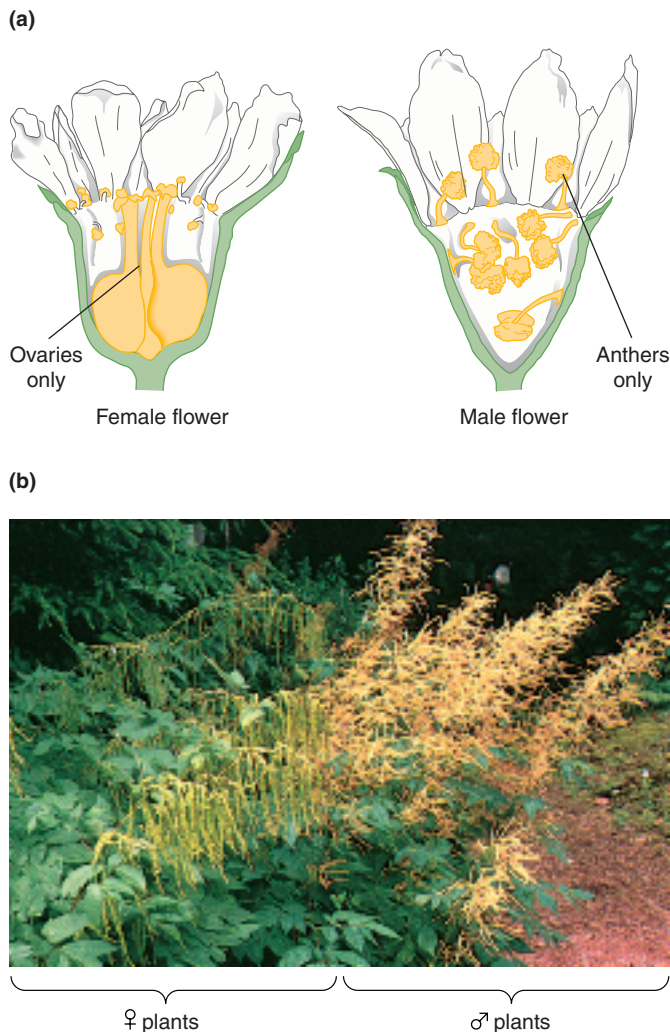 (a)
Ovaries
only
Anthers
only
Female flower
Male flower
(b)
♀ plants
♂ plants